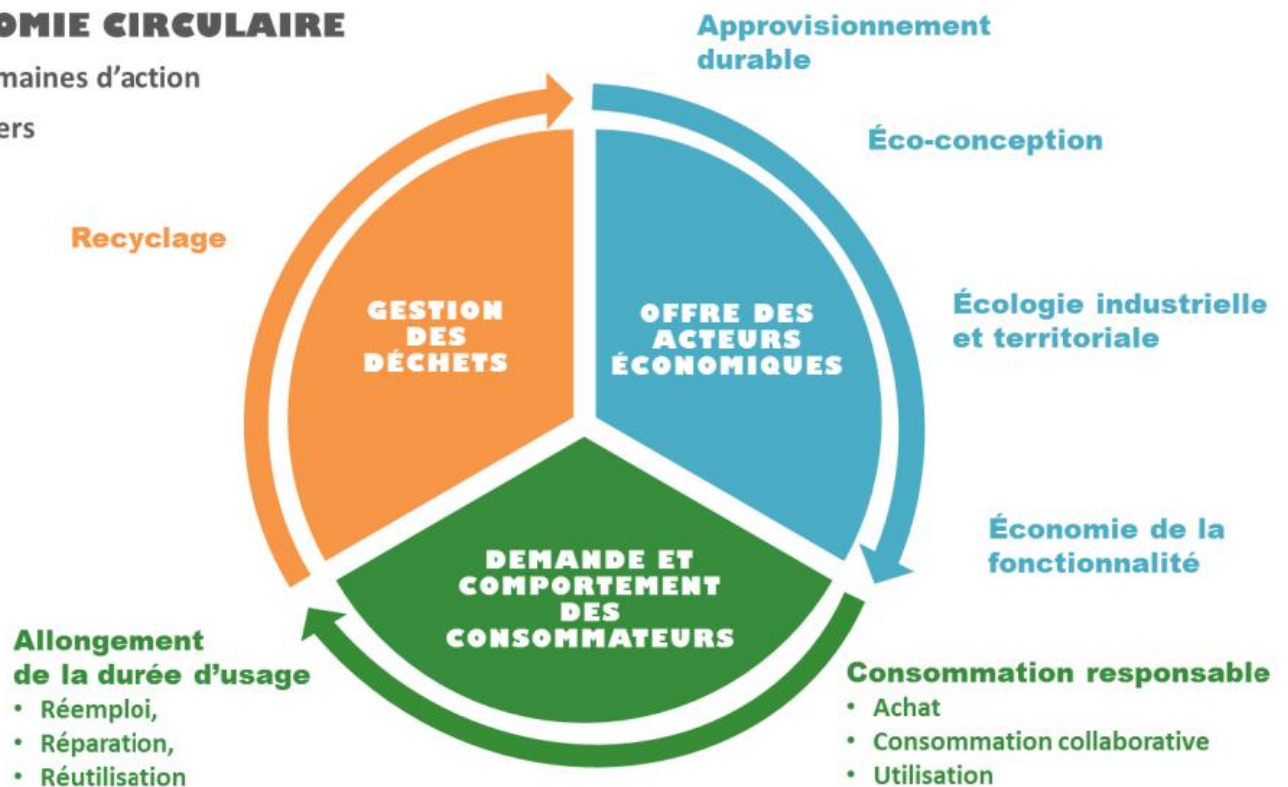 OMIE CIRCULAIRE
maines d'action
ers
Approvisionnement
durable
Éco-conception
Recyclage
GESTION
DES
DÉCHETS
OFFRE DES
ACTEURS
ÉCONOMIQUES
Écologie industrielle
et territoriale
Économie de la
fonctionnalité
DEMANDE ET
COMPORTEMENT
DES
CONSOMMATEURS
Allongement
de la durée d'usage
• Réemploi,
• Réparation,
• Réutilisation
Consommation responsable
• Achat
• Consommation collaborative
• Utilisation